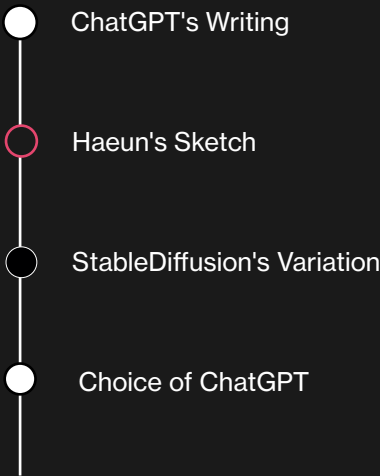 ChatGPT's Writing
Haeun's Sketch
StableDiffusion's Variation
Choice of ChatGPT